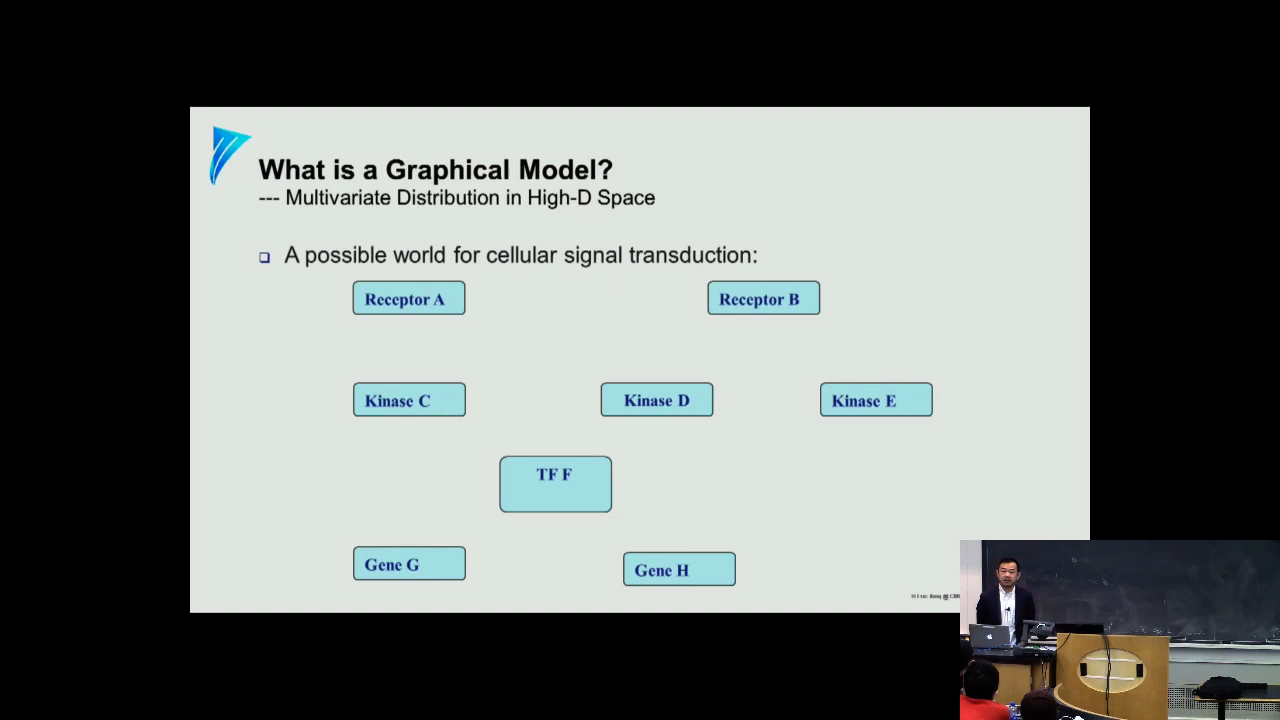 What is a Graphical Model?
--- Multivariate Distribution in High-D Space
A possible world for cellular signal transduction:
Receptor A
Receptor B
Kinase C
Kinase D
Kinase E
TF F
Gene G
Gene H
Xing @